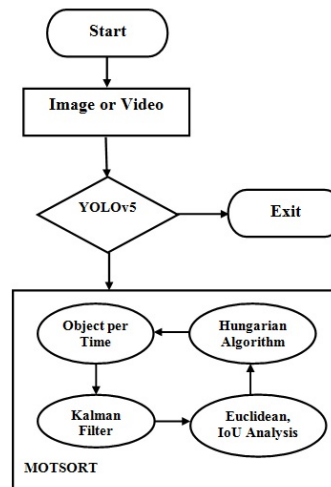 Start
Image or Video
YOLOv5
Exit
Object per
Time
Hungarian
Algorithm
Kalman
Filter
Euclidean,
IoU Analysis
MOTSORT